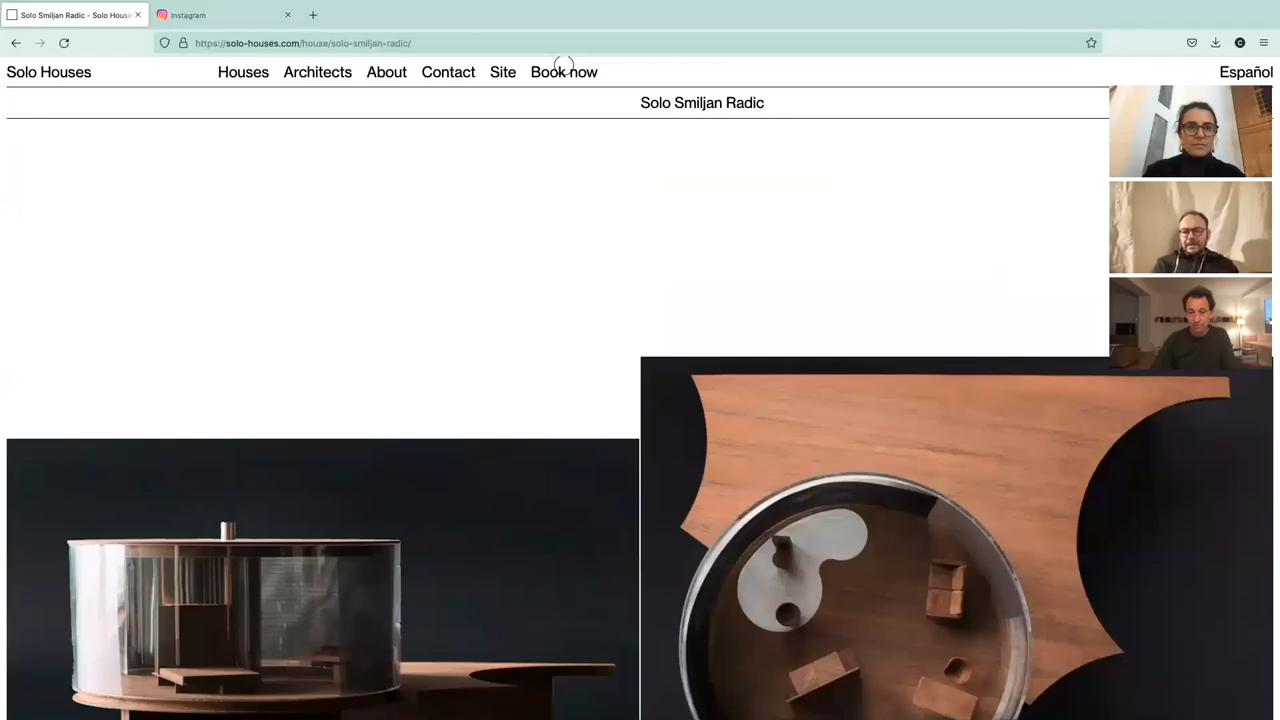 Solo Smiljan Radic - Solo House
Instagram
https://solo-houses.com/house/solo-smiljan-radic/
Solo Houses Houses Architects About Contact Site Book now Español
Solo Smiljan Radic